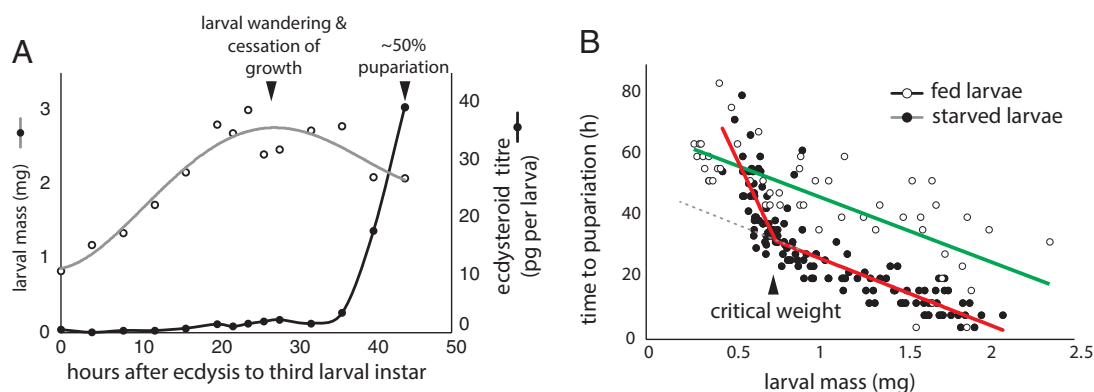 A
larval wandering &
cessation of
growth
~50%
pupariation
larval mass (mg)
3
2
1
0
40
30
20
10
0
edysteroid titre
(pg per larva)
0
10
20
30
40
50
hours after ecdysis to third larval instar
B
time to pupariation (h)
80
60
40
20
0
fed larvae
starved larvae
critical weight
0
0.5
1
1.5
2
2.5
larval mass (mg)